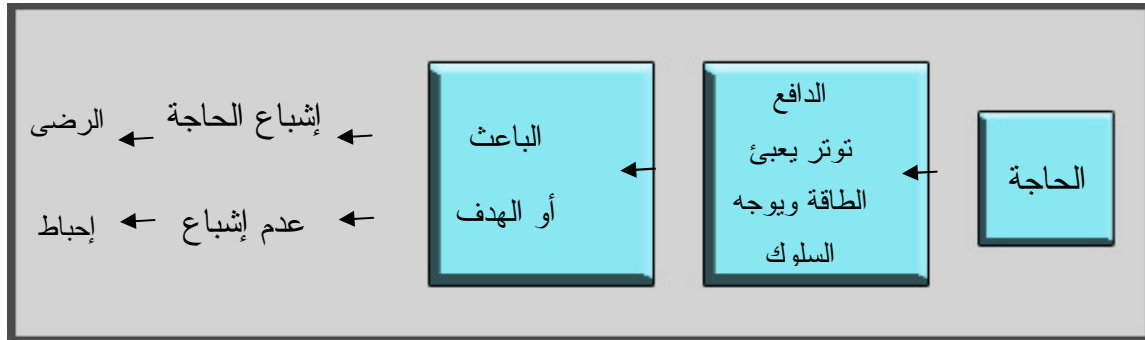 الحاجة
الدافع
توتر يعبئ
الطاقة ويوجه
السلوك
الباعث
أو الهدف
إشباع الحاجة
الرضى
عدم إشباع
إحباط